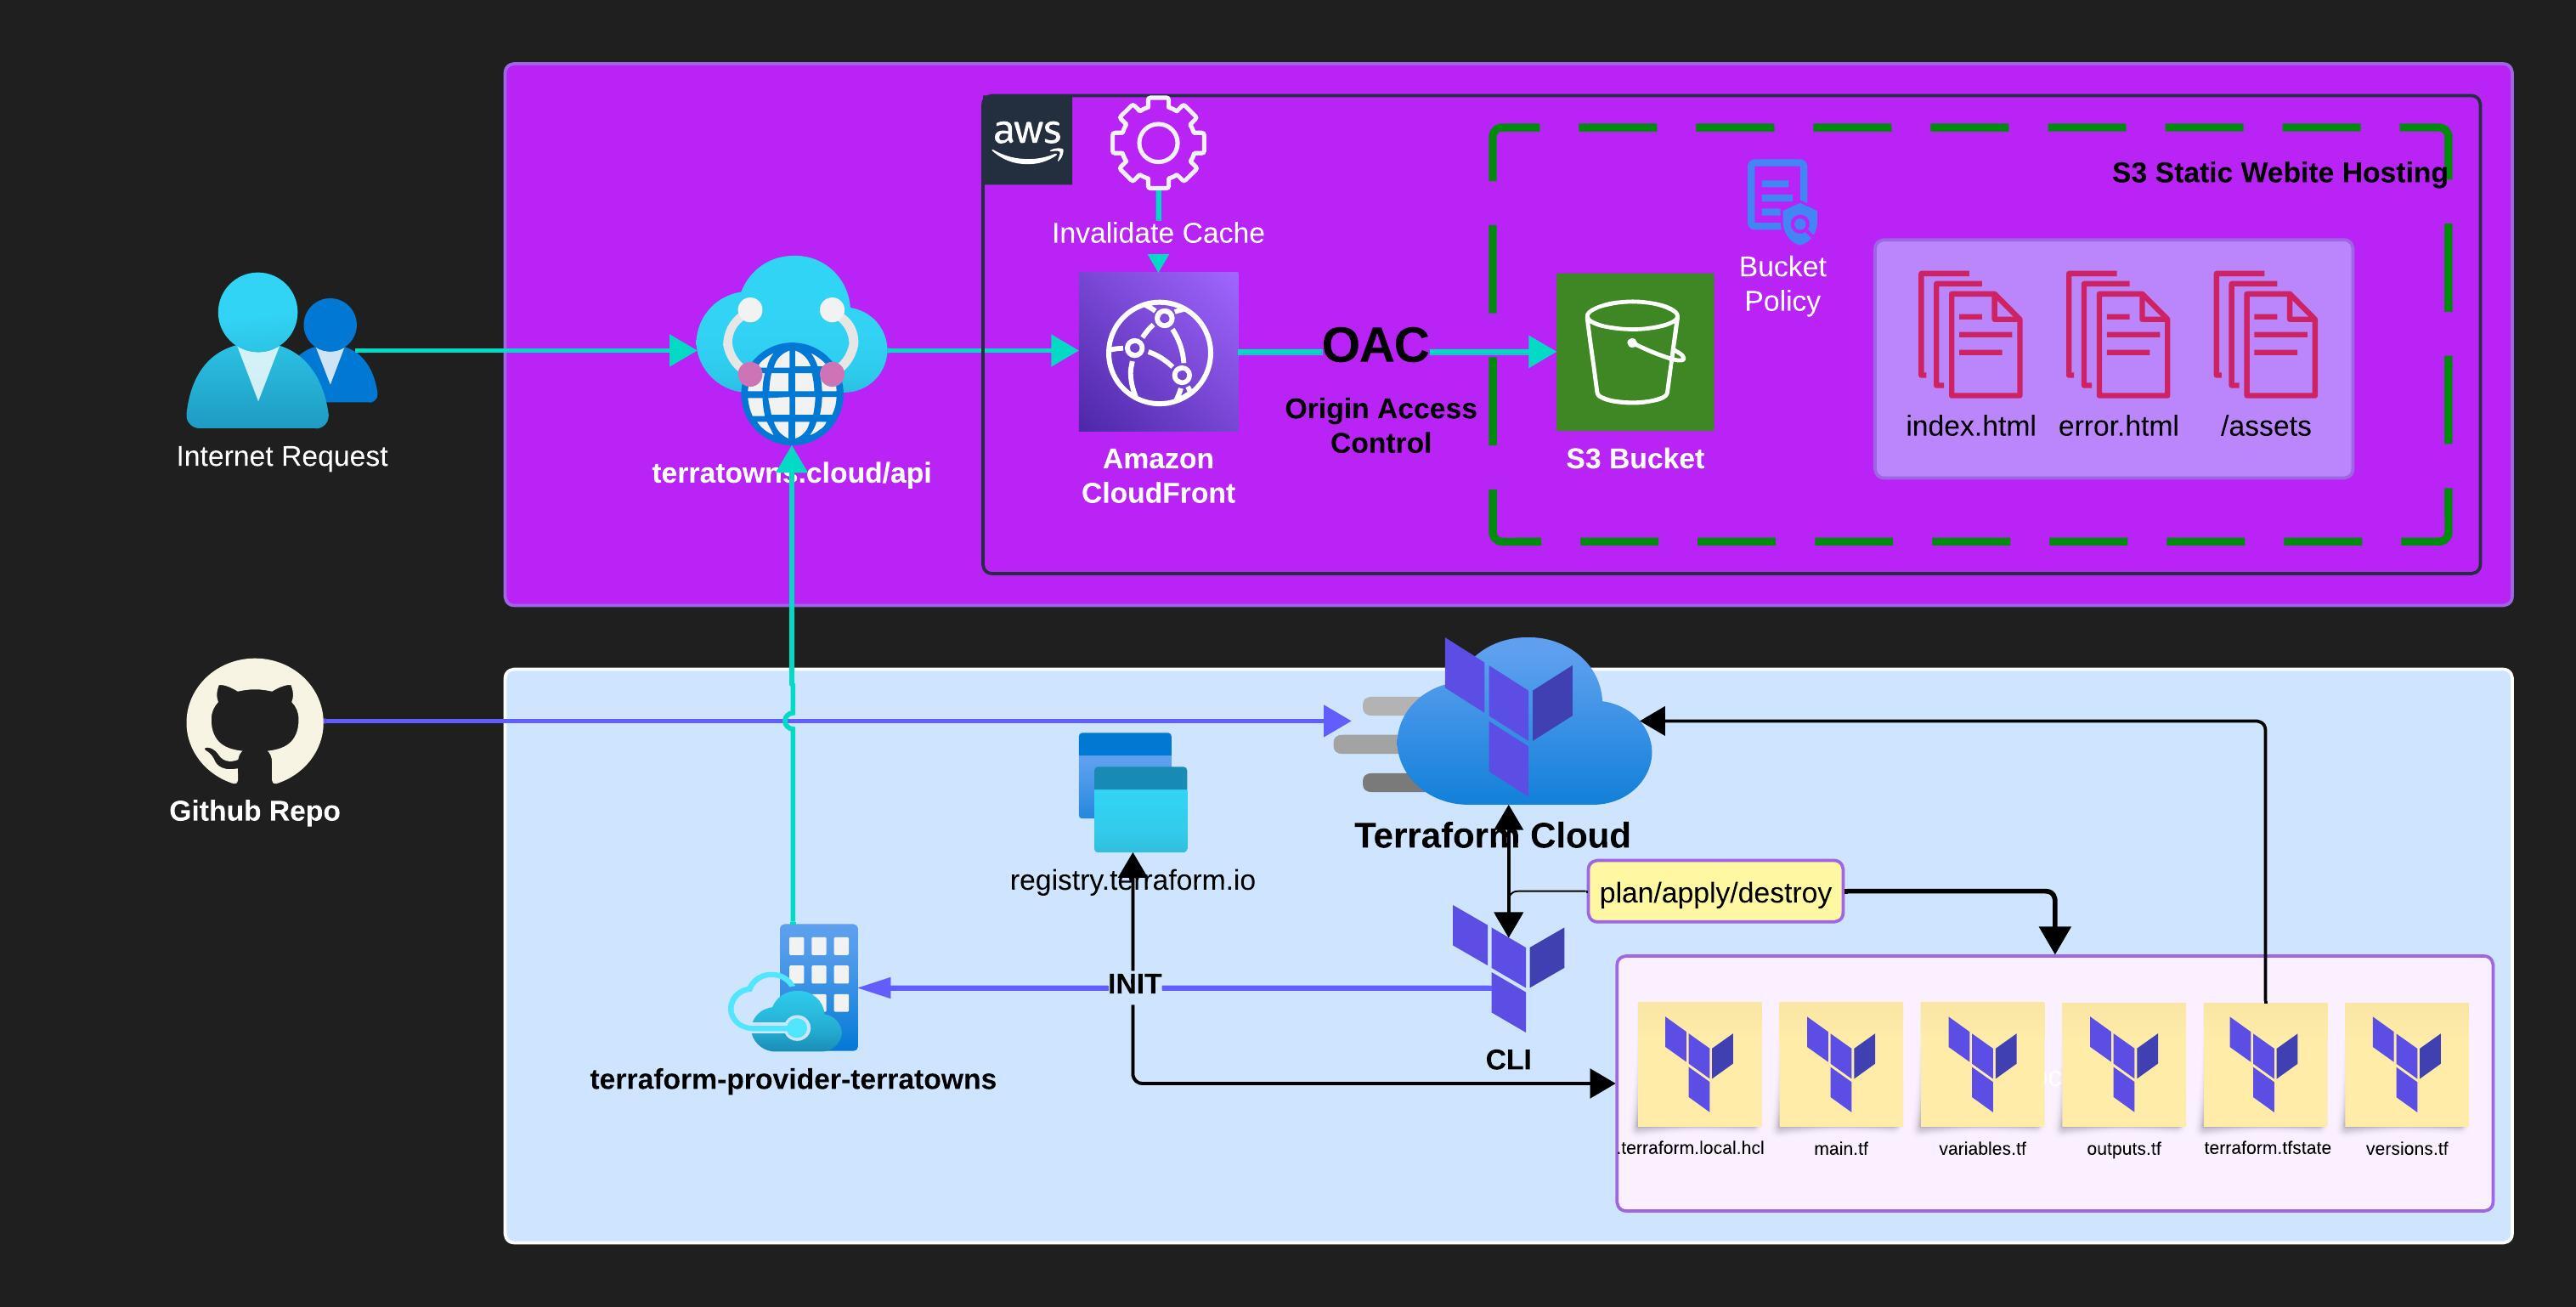 aws
Invalidate Cache
S3 Static Webite Hosting
Bucket
Policy
OAC
Origin Access
Control
index.html
error.html
/assets
Internet Request
terratowns.cloud/api
Amazon
CloudFront
S3 Bucket
Github Repo
Terraform Cloud
registry.terraform.io
plan/apply/destroy
INIT
CLI
terraform-provider-terratowns
.terraform.local.hcl
main.tf
variables.tf
outputs.tf
terraform.tfstate
versions.tf